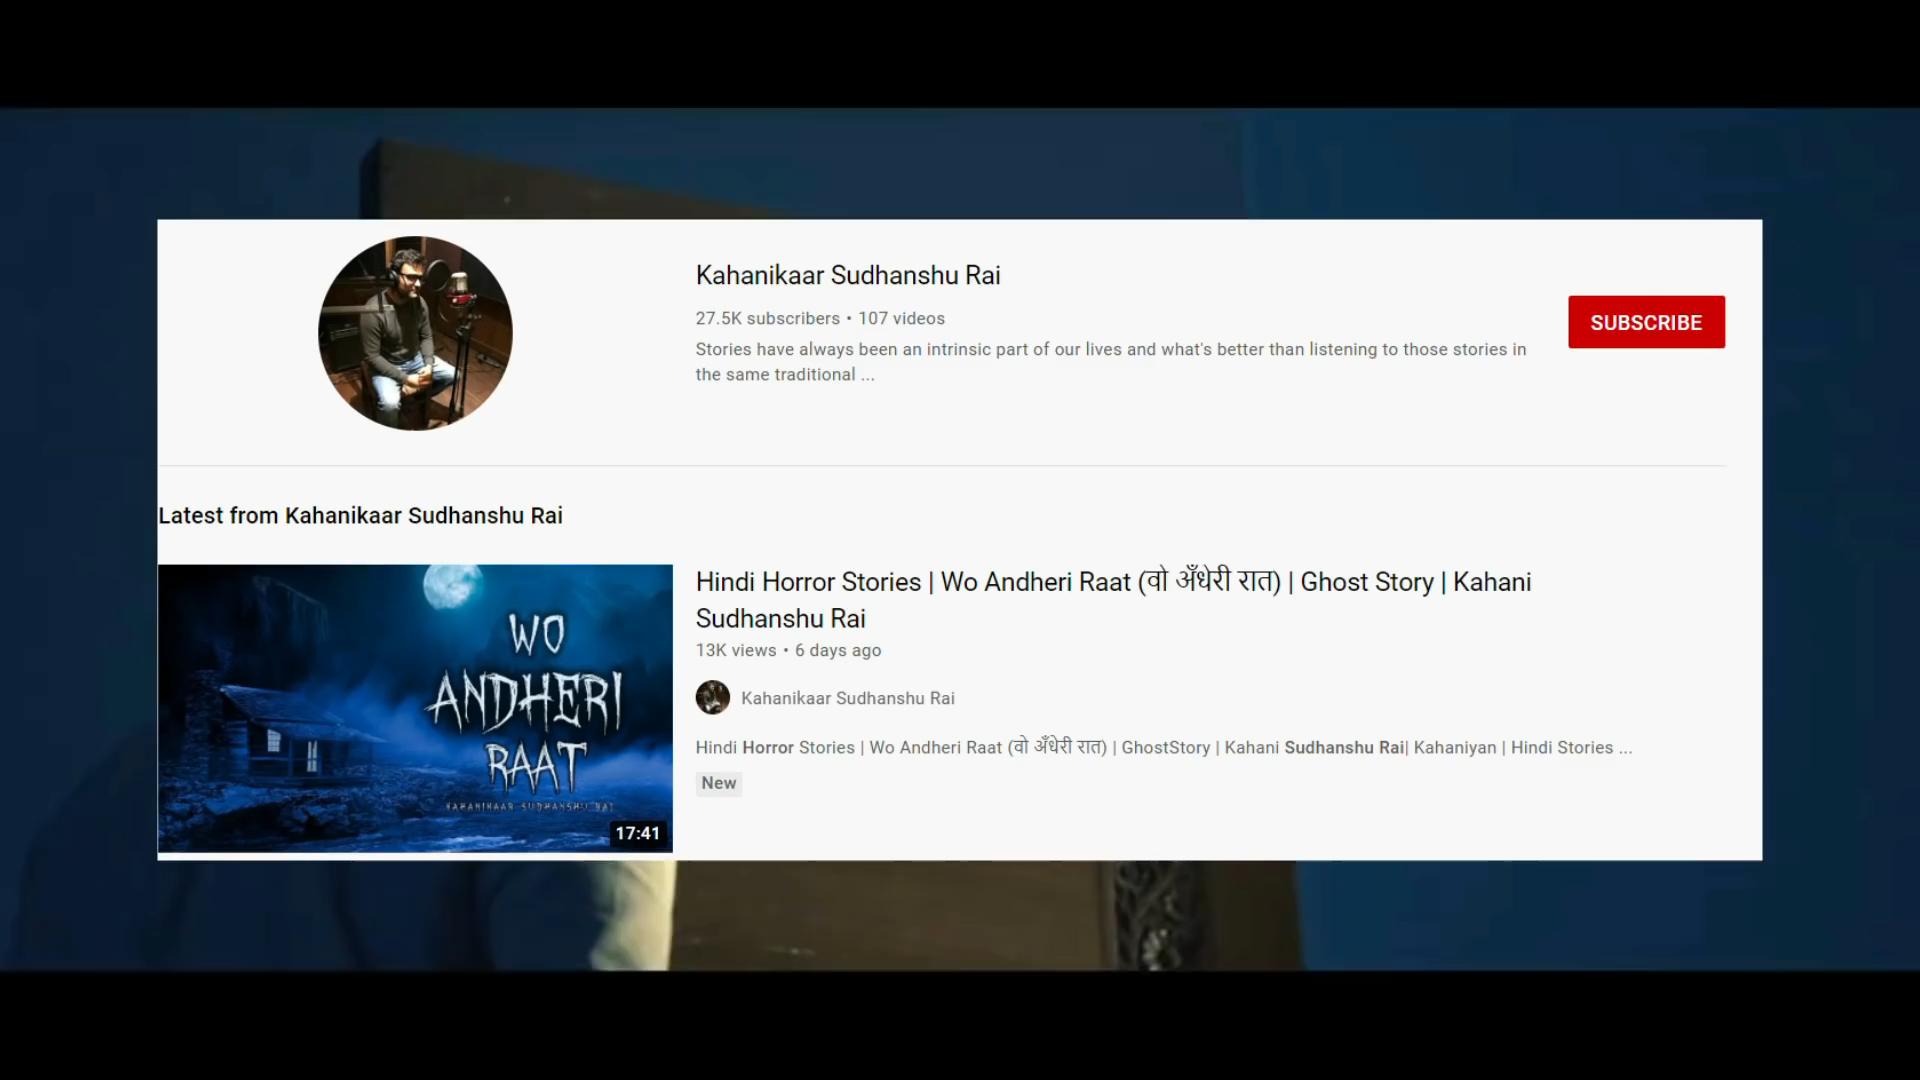 Kahanikaar Sudhanshu Rai
27.5K subscribers • 107 videos
SUBSCRIBE
Stories have always been an intrinsic part of our lives and what's better than listening to those stories in
the same traditional ...
Latest from Kahanikaar Sudhanshu Rai
WO
ANDHERI
RAAT
KAHANIKAAR SUDHANSHU RAI
17:41
Hindi Horror Stories | Wo Andheri Raat (वो अँधेरी रात) | Ghost Story | Kahani
Sudhanshu Rai
13K views • 6 days ago
Kahanikaar Sudhanshu Rai
Hindi Horror Stories | Wo Andheri Raat (वो अँधेरी रात) | GhostStory | Kahani Sudhanshu Rai| Kahaniyan | Hindi Stories ...
New